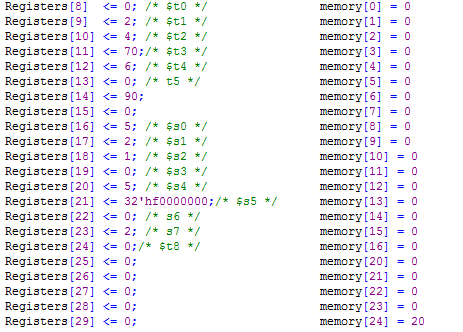 Registers[8]  <= 0; /* $t0 */ memory[0] = 0
Registers[9]  <= 2; /* $t1 */ memory[1] = 0
Registers[10] <= 4; /* $t2 */ memory[2] = 0
Registers[11] <= 70;/* $t3 */ memory[3] = 0
Registers[12] <= 6; /* $t4 */ memory[4] = 0
Registers[13] <= 0; /* t5 */ memory[5] = 0
Registers[14] <= 90; memory[6] = 0
Registers[15] <= 0; memory[7] = 0
Registers[16] <= 5; /* $s0 */ memory[8] = 0
Registers[17] <= 2; /* $s1 */ memory[9] = 0
Registers[18] <= 1; /* $s2 */ memory[10] = 0
Registers[19] <= 0; /* $s3 */ memory[11] = 0
Registers[20] <= 5; /* $s4 */ memory[12] = 0
Registers[21] <= 32'hf0000000;/* $s5 */ memory[13] = 0
Registers[22] <= 0; /* s6 */ memory[14] = 0
Registers[23] <= 2; /* s7 */ memory[15] = 0
Registers[24] <= 0;/* $t8 */ memory[16] = 0
Registers[25] <= 0; memory[20] = 0
Registers[26] <= 0; memory[21] = 0
Registers[27] <= 0; memory[22] = 0
Registers[28] <= 0; memory[23] = 0
Registers[29] <= 0; memory[24] = 20